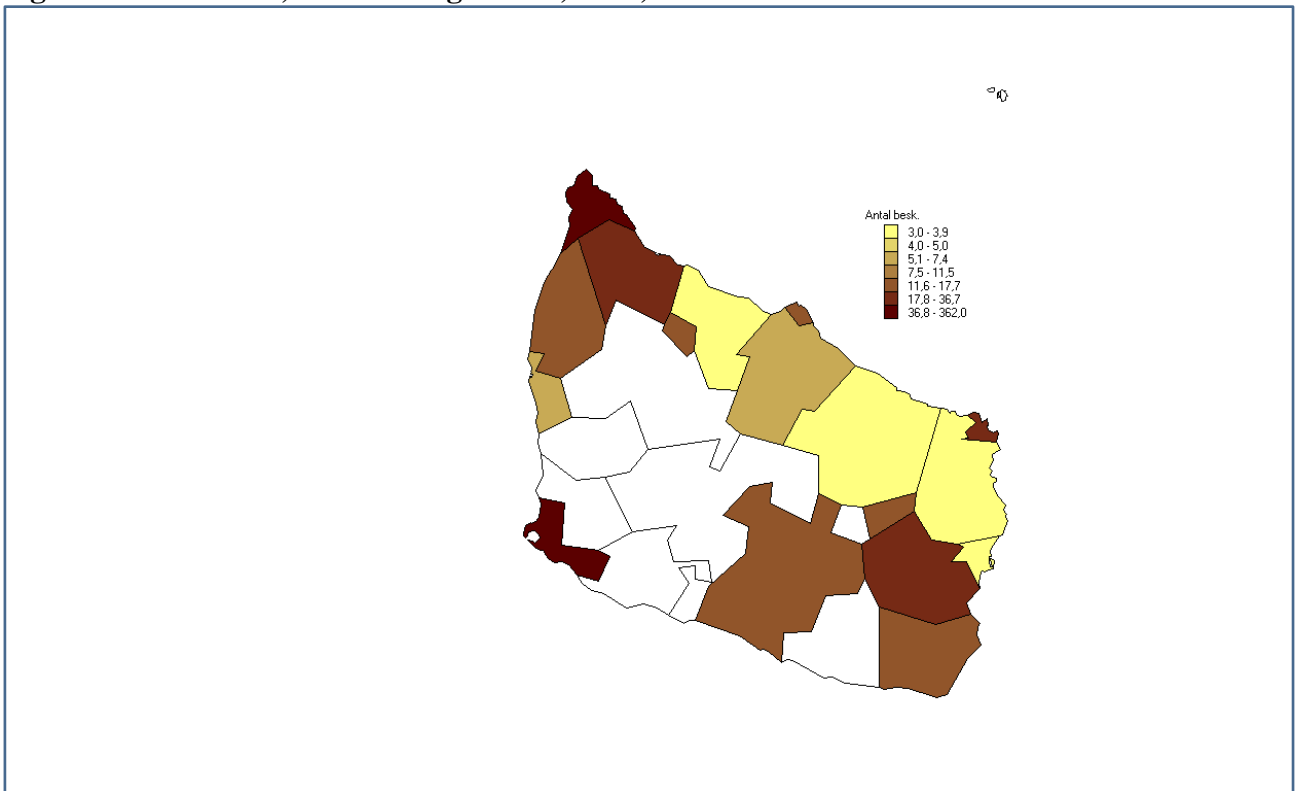 Antal besk.
3,0 - 3,9
4,0 - 5,0
5,1 - 7,4
7,5 - 11,5
11,6 - 17,7
17,8 - 36,7
36,8 - 362,0